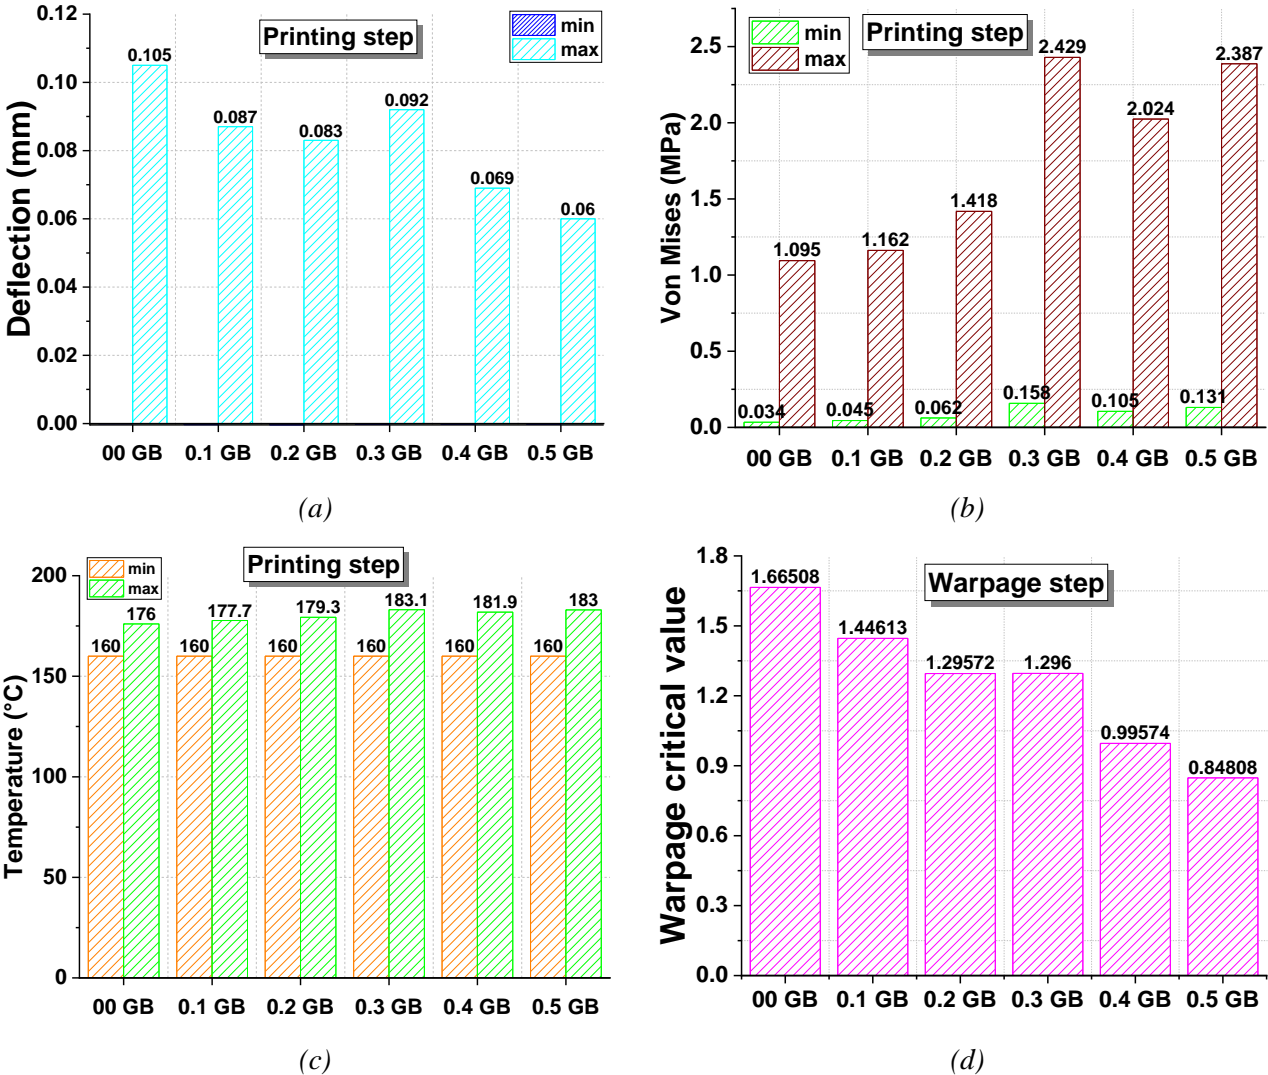 Printing step
min
max
Deflection (mm)
0.12
0.10
0.08
0.06
0.04
0.02
0.00
0.105
0.087
0.083
0.092
0.069
0.06
00 GB 0.1 GB 0.2 GB 0.3 GB 0.4 GB 0.5 GB
(a)
Printing step
min
max
Von Mises (MPa)
2.5
2.0
1.5
1.0
0.5
0.0
0.034
1.095
0.045
1.162
0.062
1.418
0.158
2.429
0.105
2.024
0.131
2.387
00 GB 0.1 GB 0.2 GB 0.3 GB 0.4 GB 0.5 GB
(b)
Printing step
min
max
Temperature (°C)
200
150
100
50
0
160
176
160
177.7
160
179.3
160
183.1
160
181.9
160
183
00 GB 0.1 GB 0.2 GB 0.3 GB 0.4 GB 0.5 GB
(c)
Warpage step
Warpage critical value
1.8
1.5
1.2
0.9
0.6
0.3
0.0
1.66508
1.44613
1.29572
1.296
0.99574
0.84808
00 GB 0.1 GB 0.2 GB 0.3 GB 0.4 GB 0.5 GB
(d)